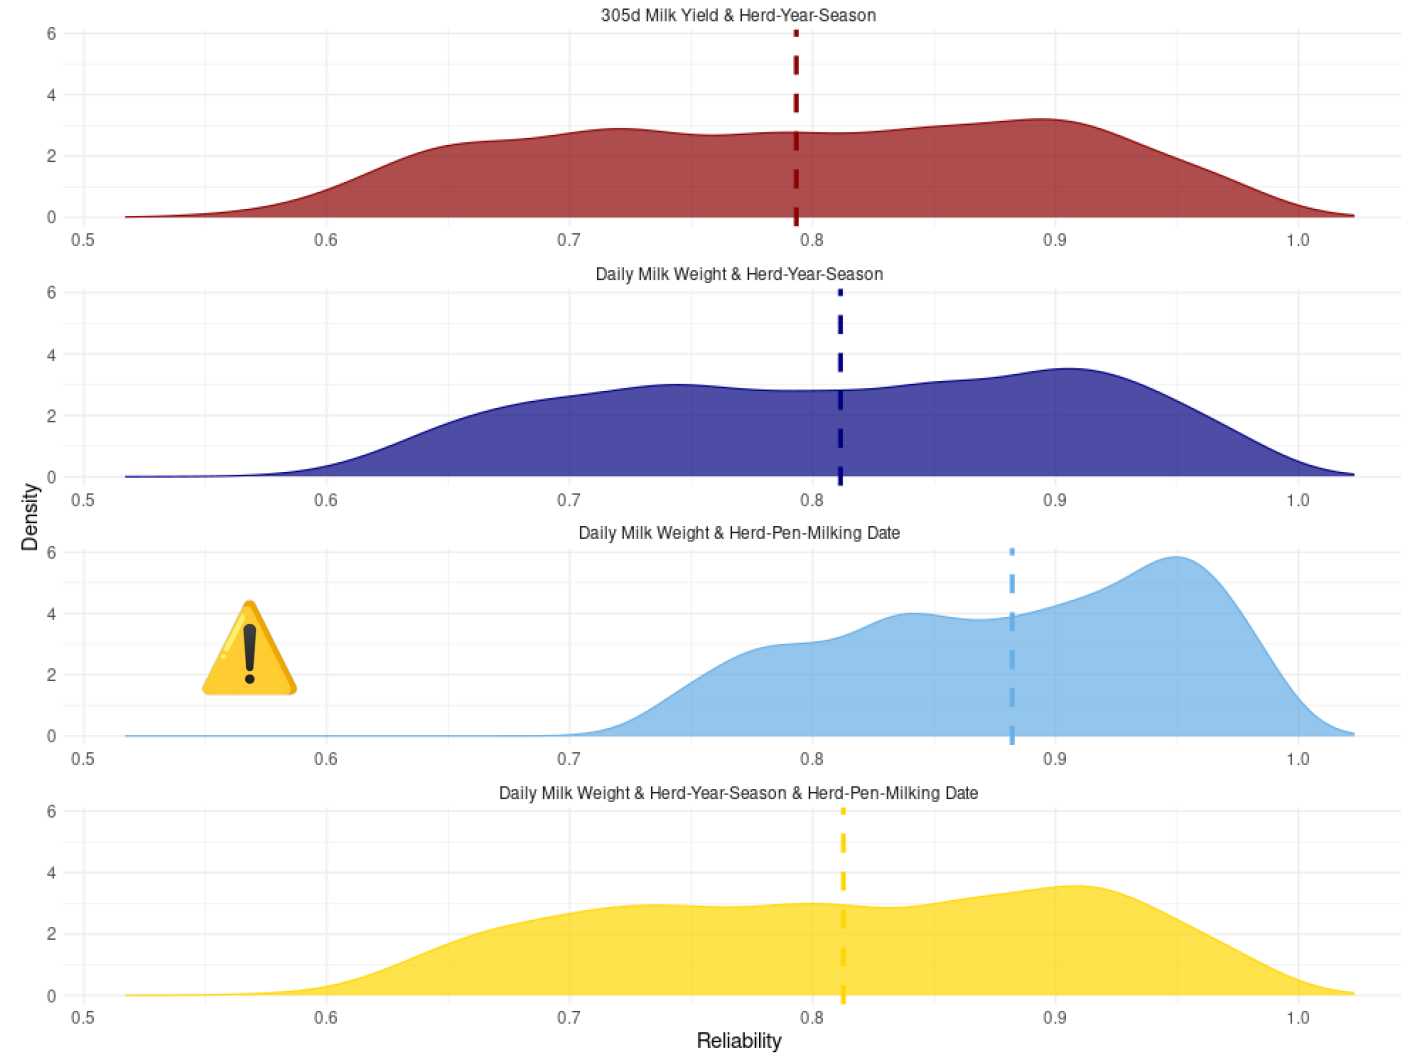 305d Milk Yield & Herd-Year-Season
6
4
2
0
0.5 0.6 0.7 0.8 0.9 1.0
Daily Milk Weight & Herd-Year-Season
6
4
2
0
0.5 0.6 0.7 0.8 0.9 1.0
Density
Daily Milk Weight & Herd-Pen-Milking Date
6
4
2
0
0.5 0.6 0.7 0.8 0.9 1.0
Daily Milk Weight & Herd-Year-Season & Herd-Pen-Milking Date
6
4
2
0
0.5 0.6 0.7 0.8 0.9 1.0
Reliability